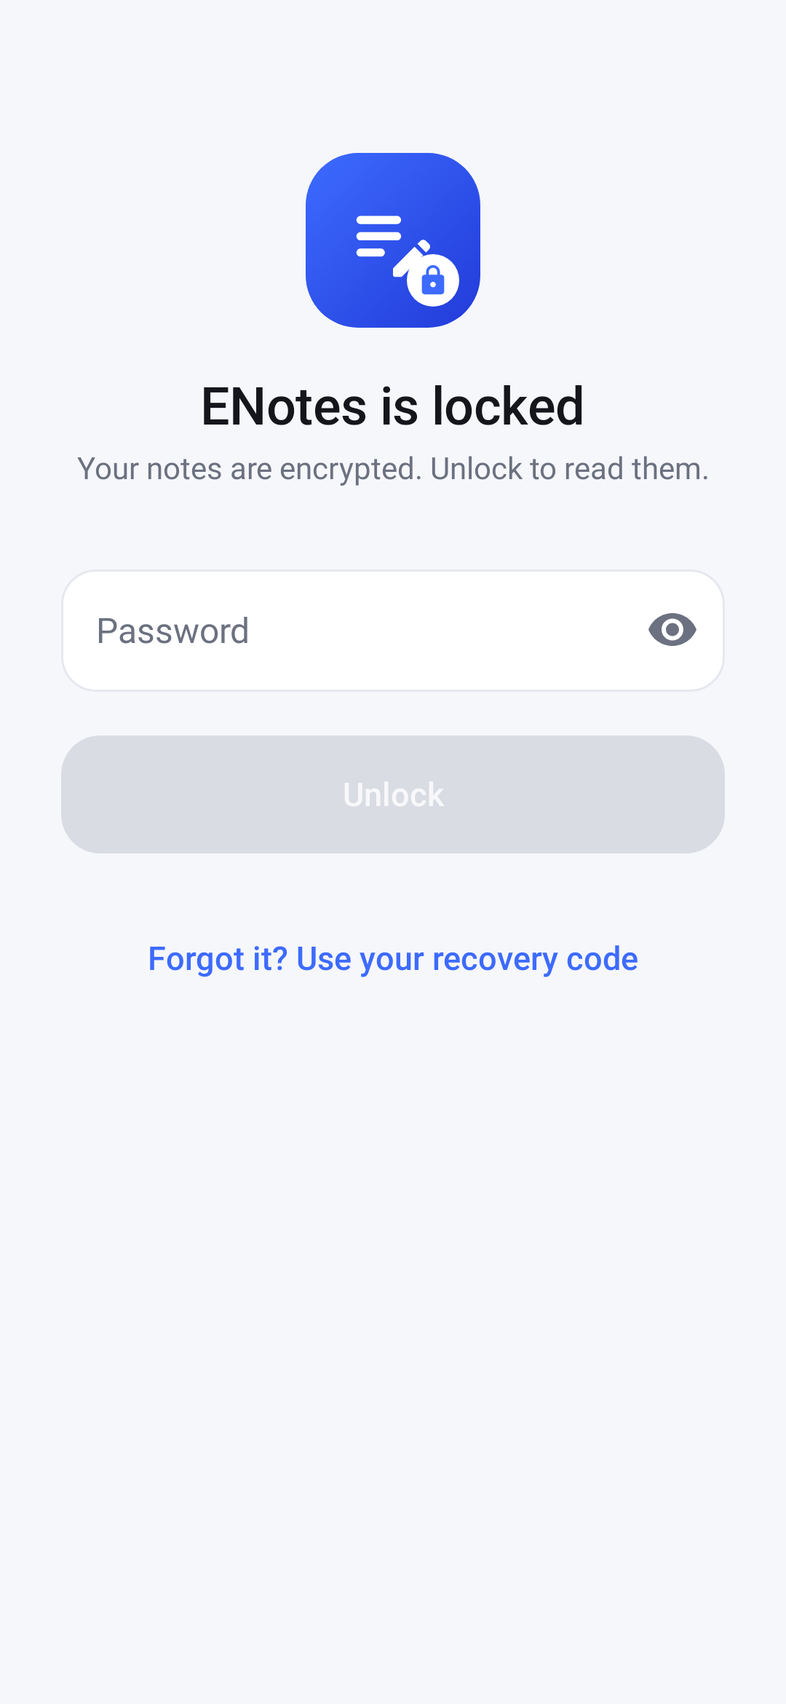 ENotes is locked
Your notes are encrypted. Unlock to read them.
Password
Unlock
Forgot it? Use your recovery code